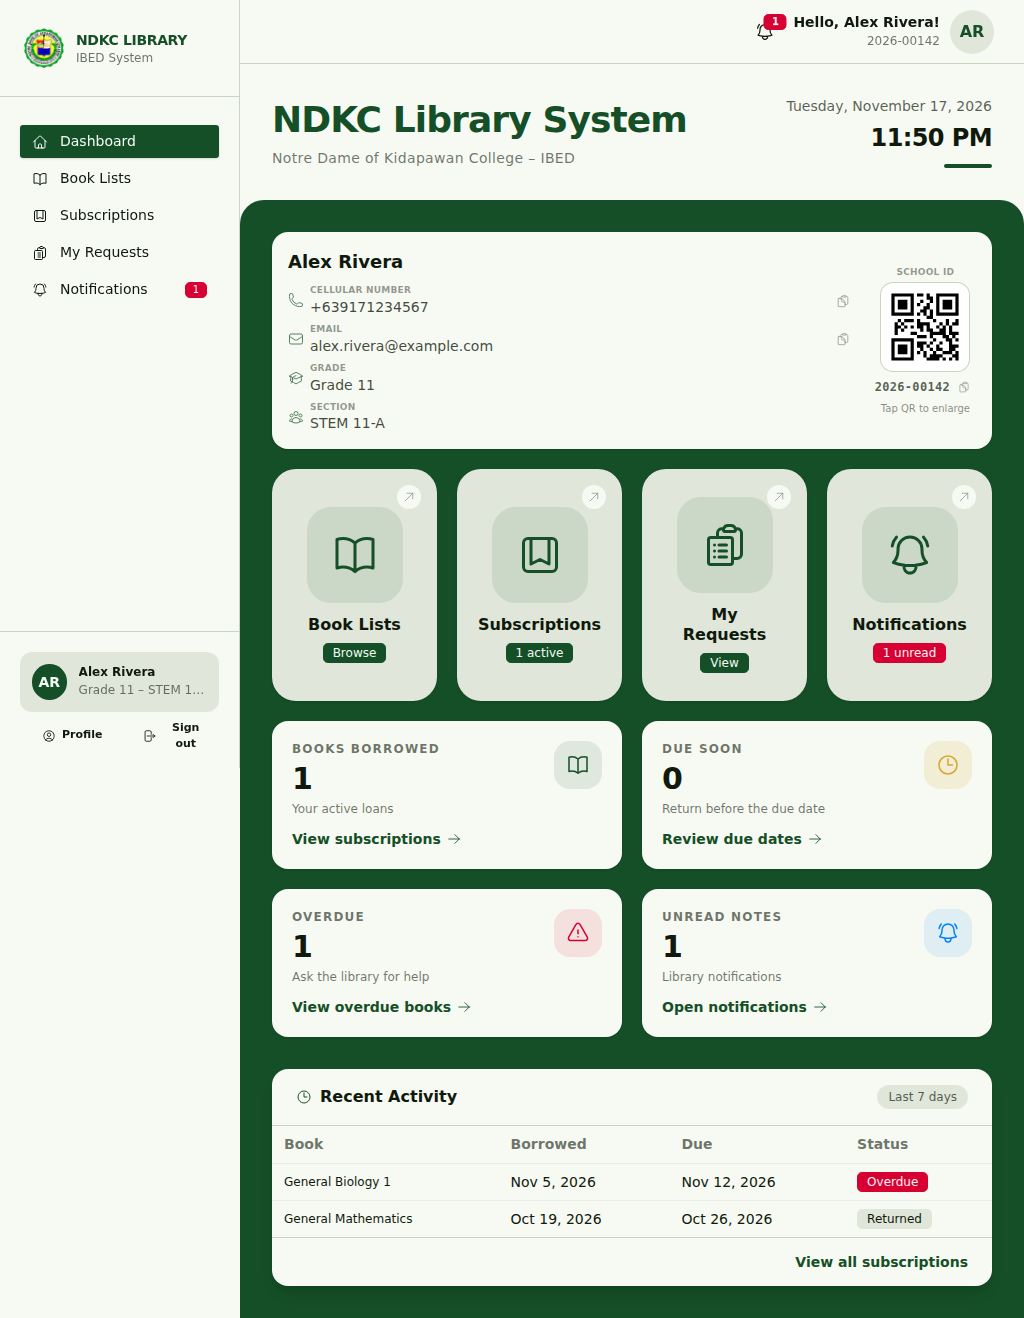 NDKC LIBRARY
IBED System
Dashboard
Book Lists
Subscriptions
My Requests
Notifications 1
Alex Rivera
AR
Grade 11 – STEM 1...
Profile
Sign
out
1
Hello, Alex Rivera!
2026-00142
AR
NDKC Library System
Notre Dame of Kidapawan College – IBED
Tuesday, November 17, 2026
11:50 PM
Alex Rivera
CELLULAR NUMBER
+639171234567
EMAIL
alex.rivera@example.com
GRADE
Grade 11
SECTION
STEM 11-A
SCHOOL ID
2026-00142
Tap QR to enlarge
Book Lists
Browse
Subscriptions
1 active
My
Requests
View
Notifications
1 unread
BOOKS BORROWED
1
Your active loans
View subscriptions
DUE SOON
0
Return before the due date
Review due dates
OVERDUE
1
Ask the library for help
View overdue books
UNREAD NOTES
1
Library notifications
Open notifications
Recent Activity
Last 7 days
Book Borrowed Due Status
General Biology 1 Nov 5, 2026 Nov 12, 2026 Overdue
General Mathematics Oct 19, 2026 Oct 26, 2026 Returned
View all subscriptions